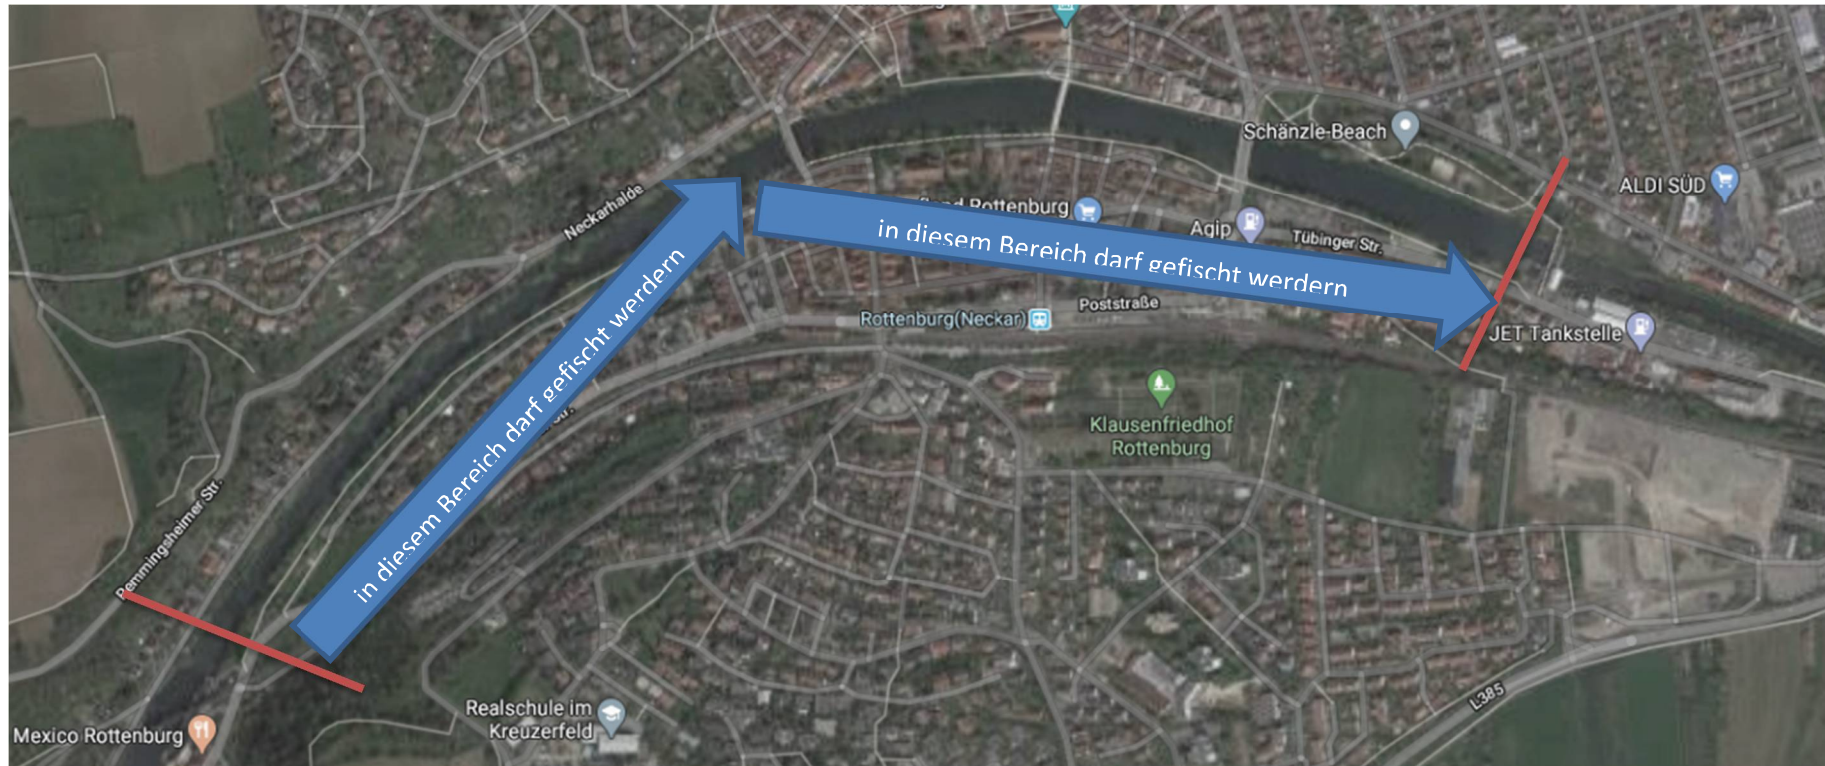 Schänzle-Beach
ALDI SÜD
Neckarhalde
Rottenburg
Agip
Tübinger Str.
in diesem Bereich darf gefischt werdern
in diesem Bereich darf gefischt werdern
Poststraße
Rottenburg(Neckar)
JET Tankstelle
Klausenfriedhof
Rottenburg
Remmingsheimer Str.
Realschule im
Kreuzerfeld
L385
Mexico Rottenburg